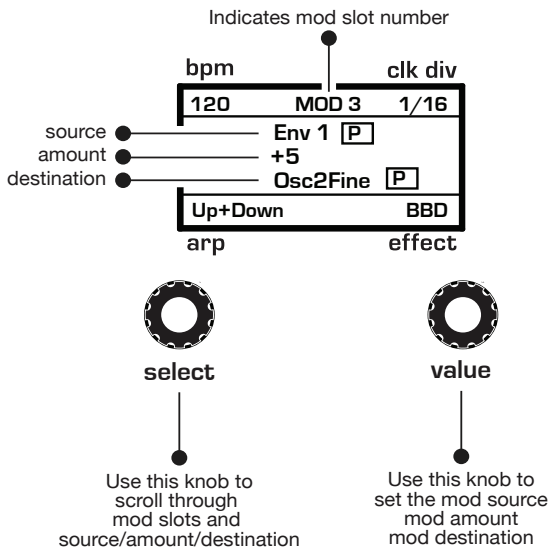 Indicates mod slot number
bpm clk div
120 MOD 3 1/16
source Env 1 P
amount +5
destination Osc2Fine P
Up+Down BBD
arp effect
select value
Use this knob to
scroll through
mod slots and
source/amount/destination
Use this knob to
set the mod source
mod amount
mod destination